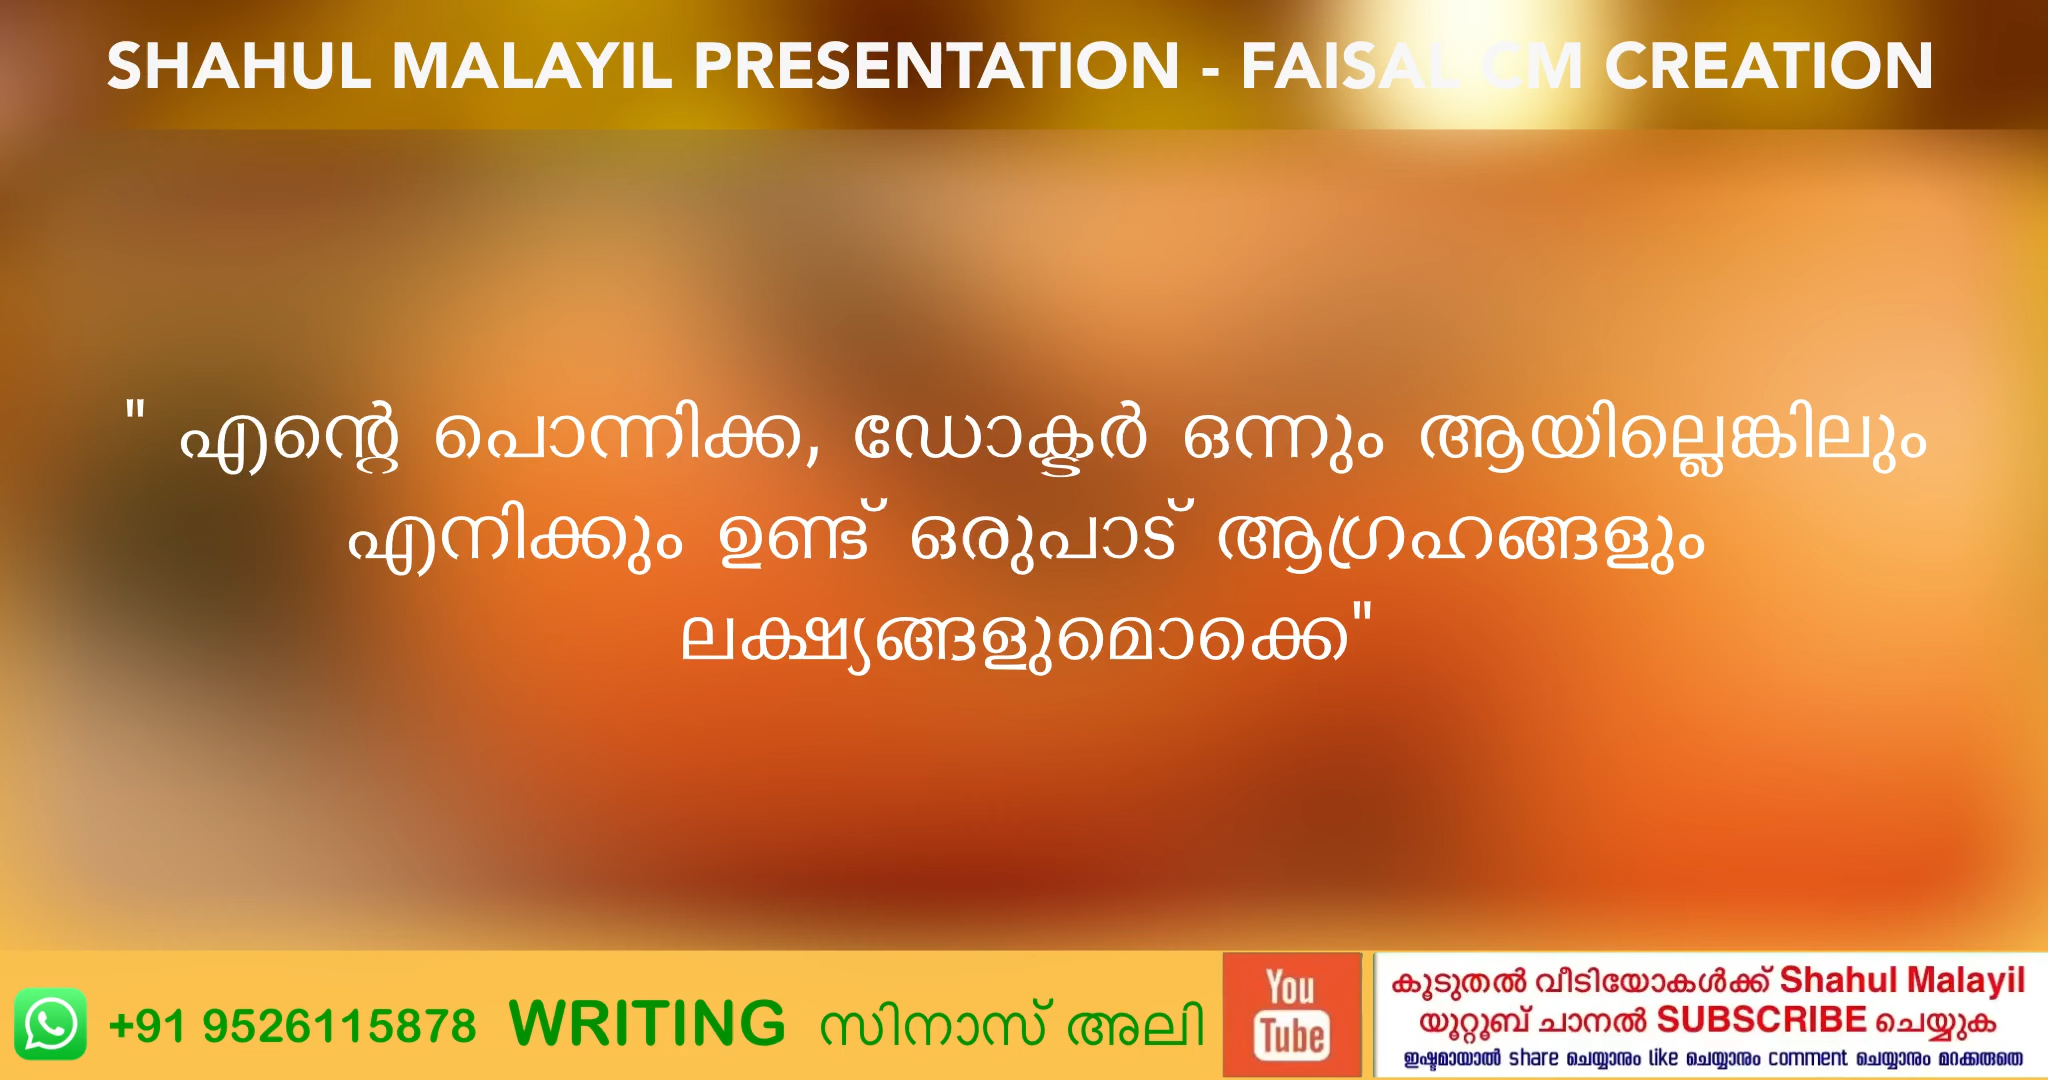 SHAHUL MALAYIL PRESENTATION - FAISAL CM CREATION
" എന്റെ പൊന്നിക്ക, ഡോക്ടർ ഒന്നും ആയില്ലെങ്കിലും
എനിക്കും ഉണ്ട് ഒരുപാട് ആഗ്രഹങ്ങളും
ലക്ഷ്യങ്ങളുമൊക്കെ"
+91 9526115878 WRITING സിനാസ് അലി
You
Tube
കൂടുതൽ വീടിയോകൾക്ക് Shahul Malayil
യൂറ്റൂബ് ചാനൽ SUBSCRIBE ചെയ്യുക
ഇഷ്ടമായാൽ share ചെയ്യാനും like ചെയ്യാനും comment ചെയ്യാനും മറക്കരുതെ